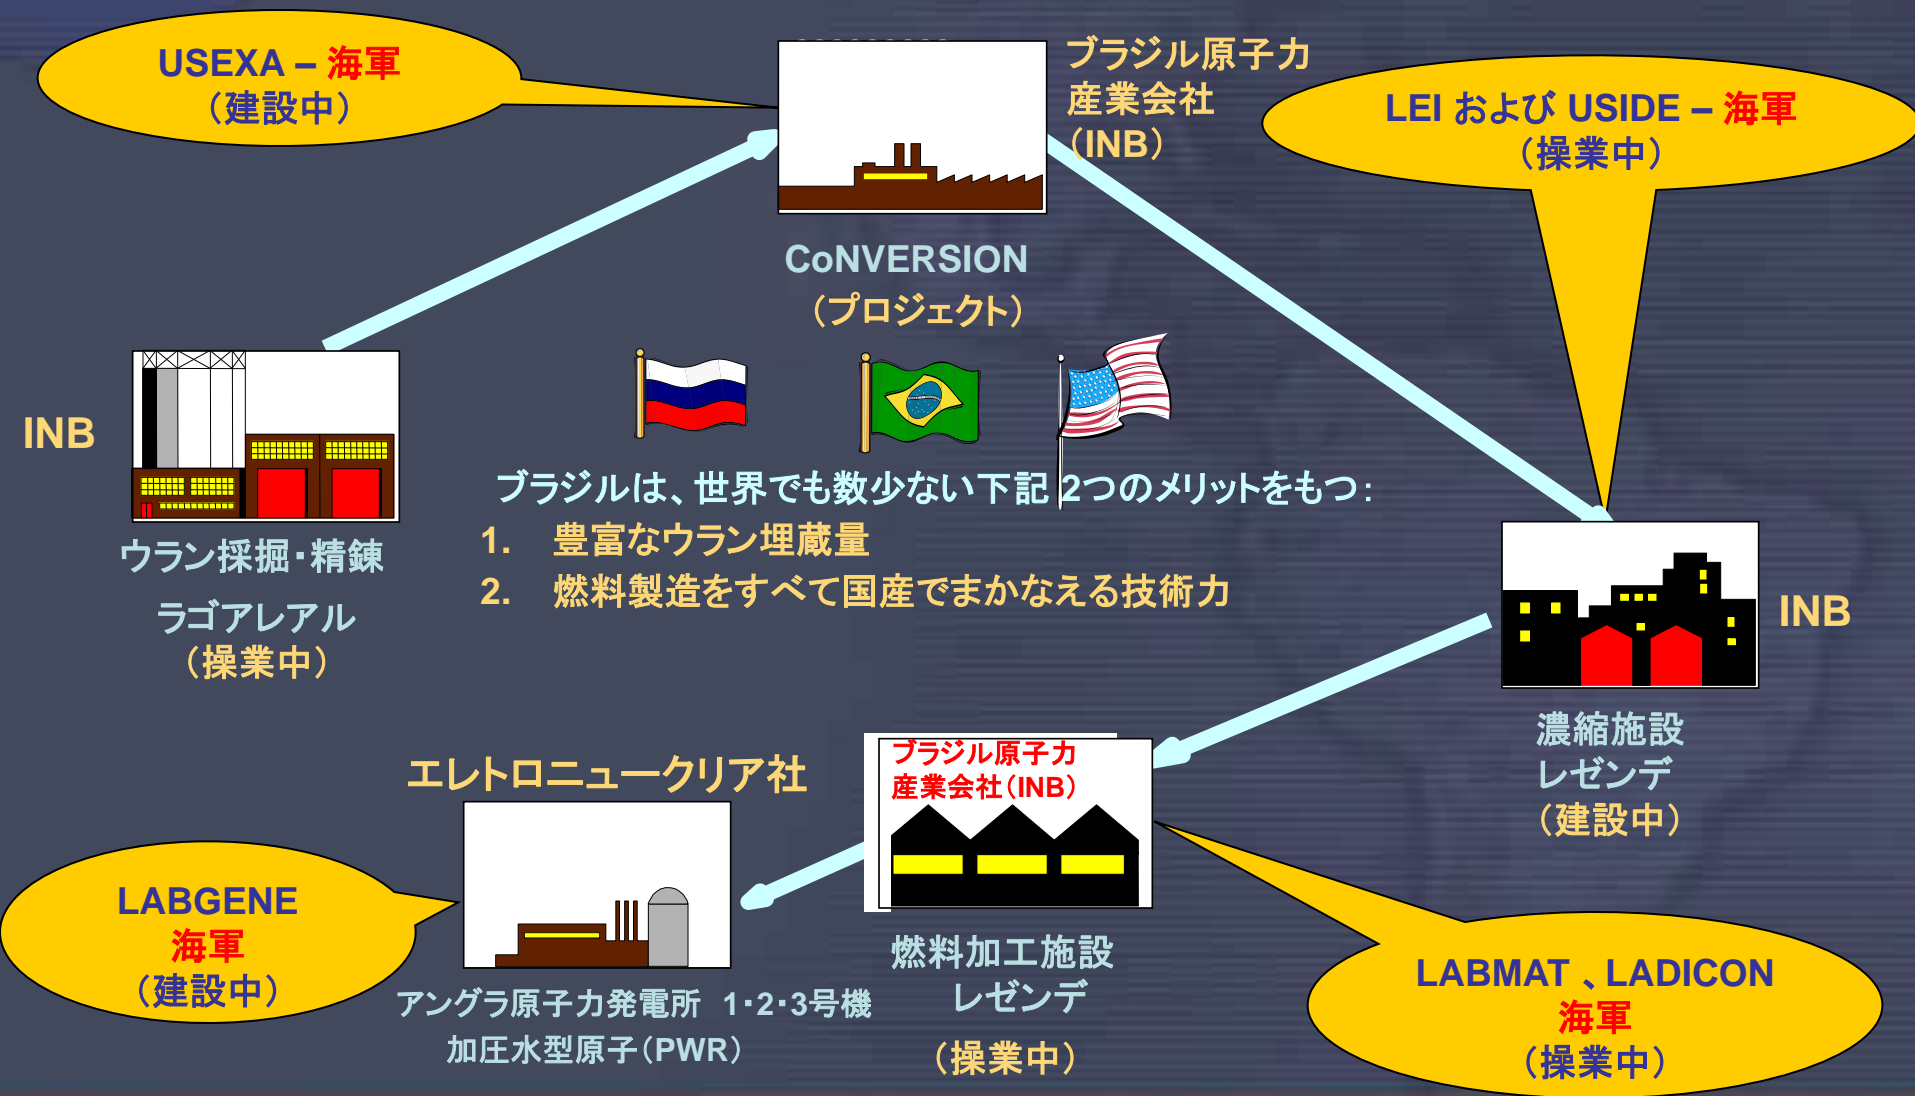 USEXA – 海軍
（建設中）
ブラジル原子力
産業会社
（INB）
LEI および USIDE – 海軍
（操業中）
CoNVERSION
（プロジェクト）
INB
ブラジルは、世界でも数少ない下記 2つのメリットをもつ：
1. 豊富なウラン埋蔵量
2. 燃料製造をすべて国産でまかなえる技術力
ウラン採掘・精錬
ラゴアレアル
（操業中）
INB
濃縮施設
レゼンデ
（建設中）
エレトロニュークリア社
ブラジル原子力
産業会社（INB）
LABGENE
海軍
（建設中）
アングラ原子力発電所 1・2・3号機
加圧水型原子（PWR）
燃料加工施設
レゼンデ
（操業中）
LABMAT 、LADICON
海軍
（操業中）